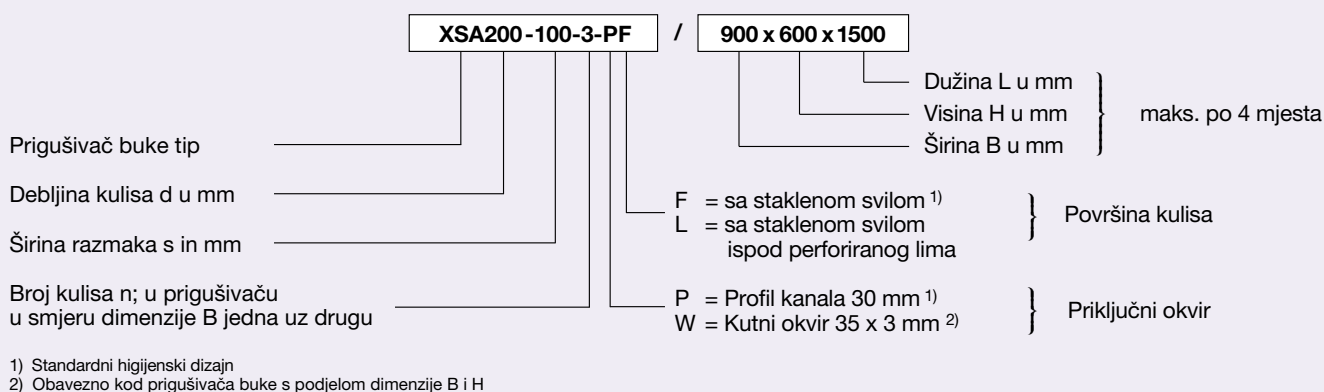 XSA200-100-3-PF / 900 x 600 x 1500
Dužina L u mm
Visina H u mm
Širina B u mm
maks. po 4 mjesta
Prigušivač buke tip
Debljina kulisa d u mm
Širina razmaka s in mm
Broj kulisa n; u prigušivaču
u smjeru dimenzije B jedna uz drugu
F = sa staklenom svilom 1)
L = sa staklenom svilom
ispod perforiranog lima
Površina kulisa
P = Profil kanala 30 mm 1)
W = Kutni okvir 35 x 3 mm 2)
Priključni okvir
1) Standardni higijenski dizajn
2) Obavezno kod prigušivača buke s podjelom dimenzije B i H